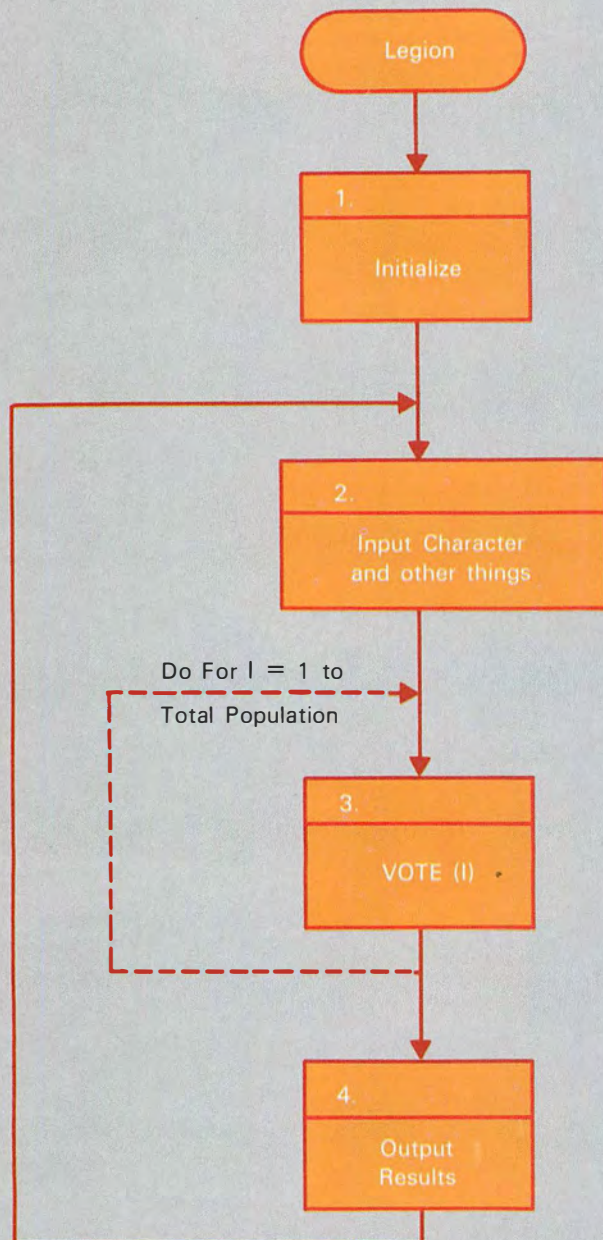 Legion
1.
Initialize
2.
Input Character
and other things
Do For I = 1 to
Total Population
3.
VOTE (I)
4.
Output
Results